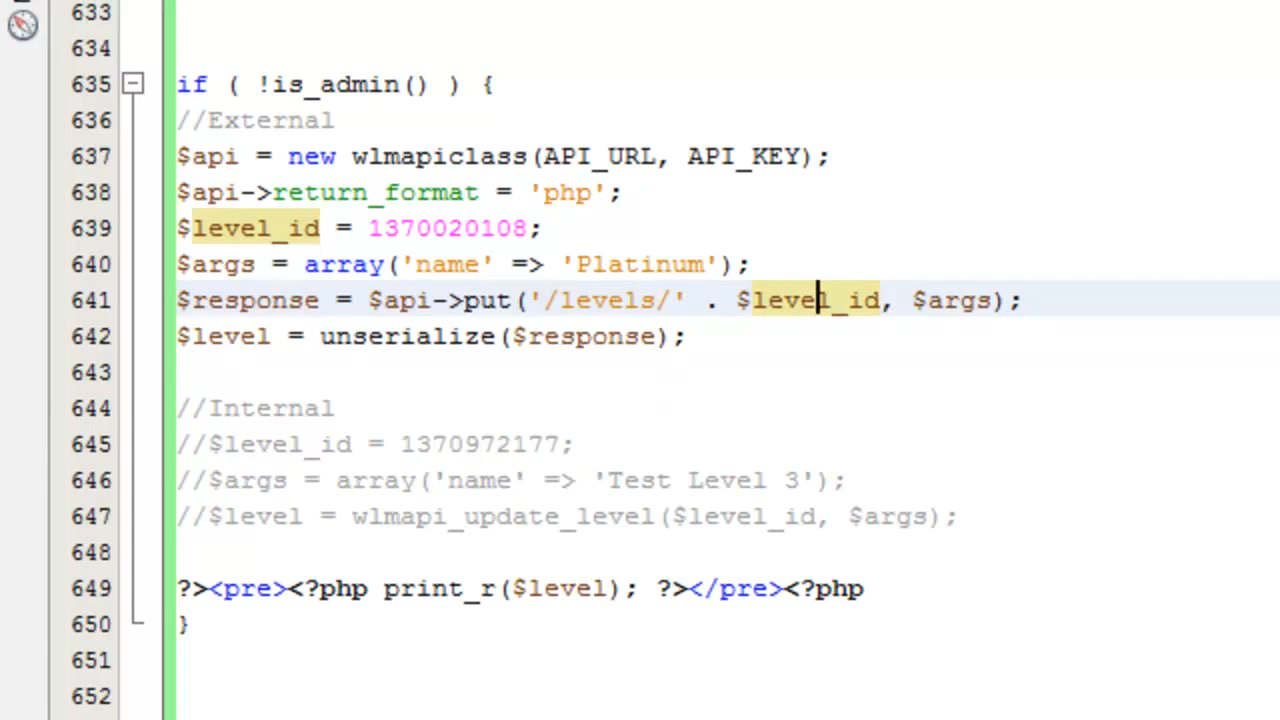 633
634
635 if ( !is_admin() ) {
636 //External
637 $api = new wlmapiclass(API_URL, API_KEY);
638 $api->return_format = 'php';
639 $level_id = 1370020108;
640 $args = array('name' => 'Platinum');
641 $response = $api->put('/levels/' . $level_id, $args);
642 $level = unserialize($response);
643
644 //Internal
645 //$level_id = 1370972177;
646 //$args = array('name' => 'Test Level 3');
647 //$level = wlmapi_update_level($level_id, $args);
648
649 ?><pre><?php print_r($level); ?></pre><?php
650 }
651
652